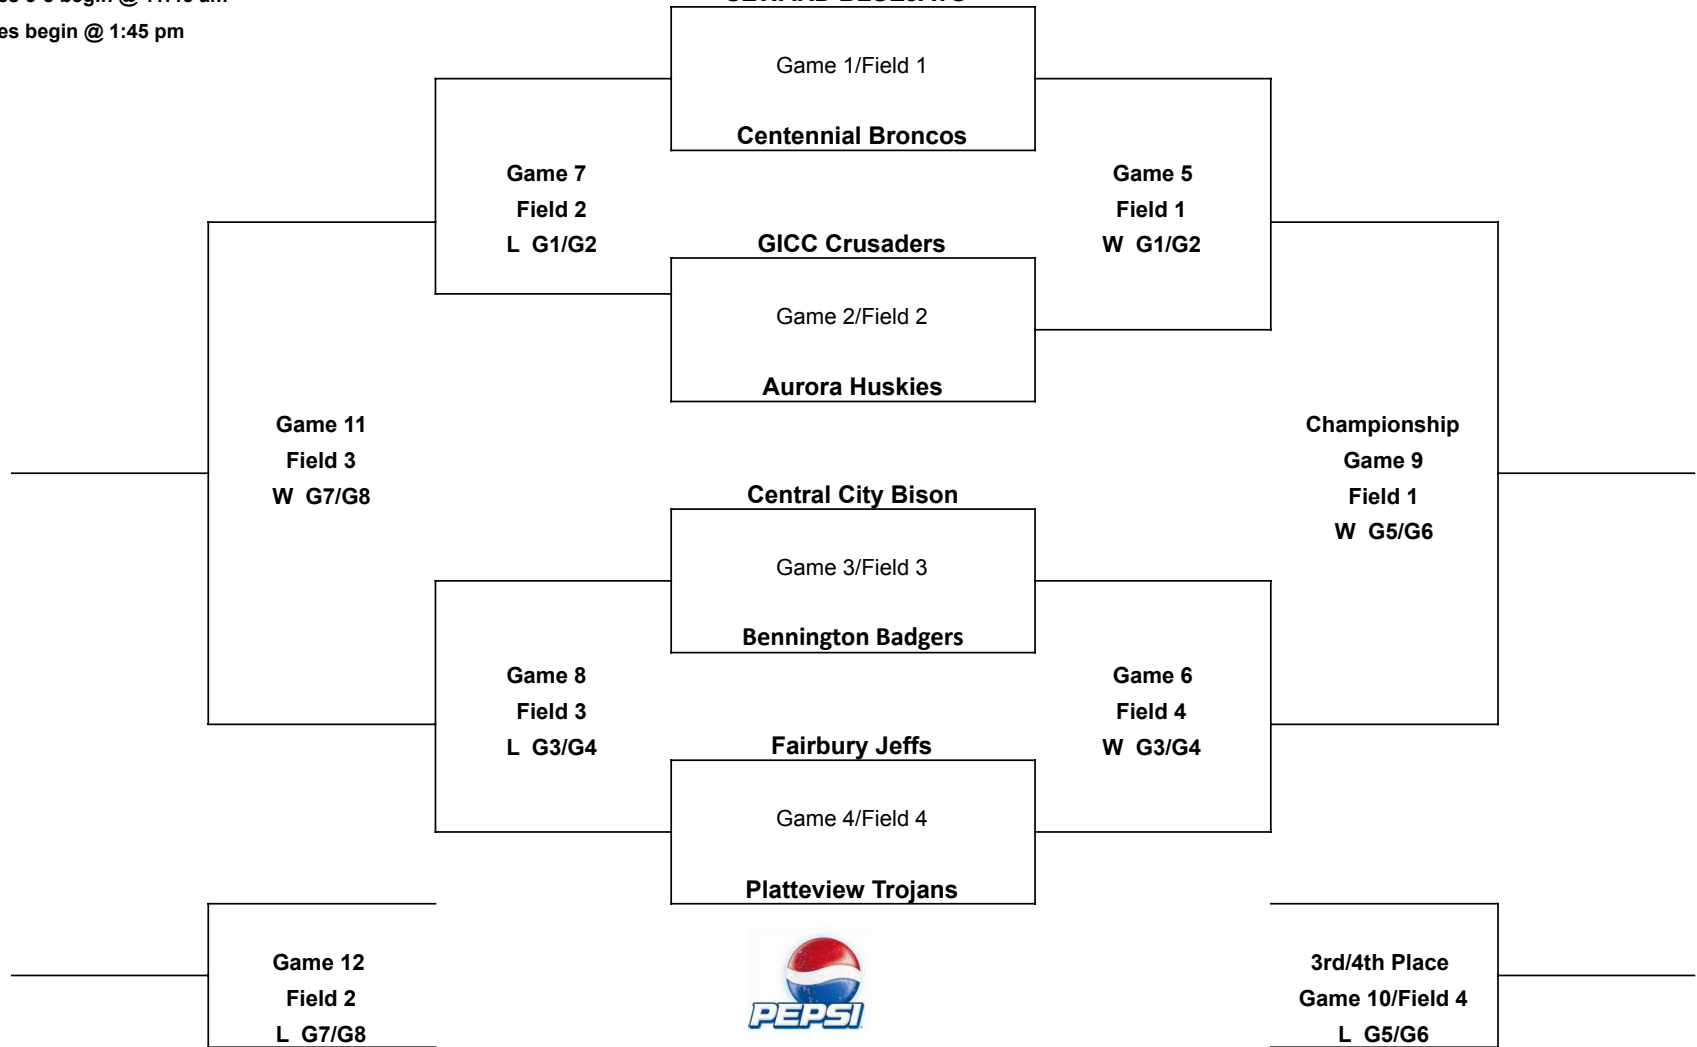 begin @
es begin @ 1:45 pm
Game 1/Field 1
Centennial Broncos
Game 7
Field 2
L G1/G2
Game 5
Field 1
W G1/G2
GICC Crusaders
Game 2/Field 2
Aurora Huskies
Game 11
Field 3
W G7/G8
Championship
Game 9
Field 1
W G5/G6
Central City Bison
Game 3/Field 3
Bennington Badgers
Game 8
Field 3
L G3/G4
Game 6
Field 4
W G3/G4
Fairbury Jeffs
Game 4/Field 4
Platteview Trojans
Game 12
Field 2
L G7/G8
PEPSI
3rd/4th Place
Game 10/Field 4
L G5/G6